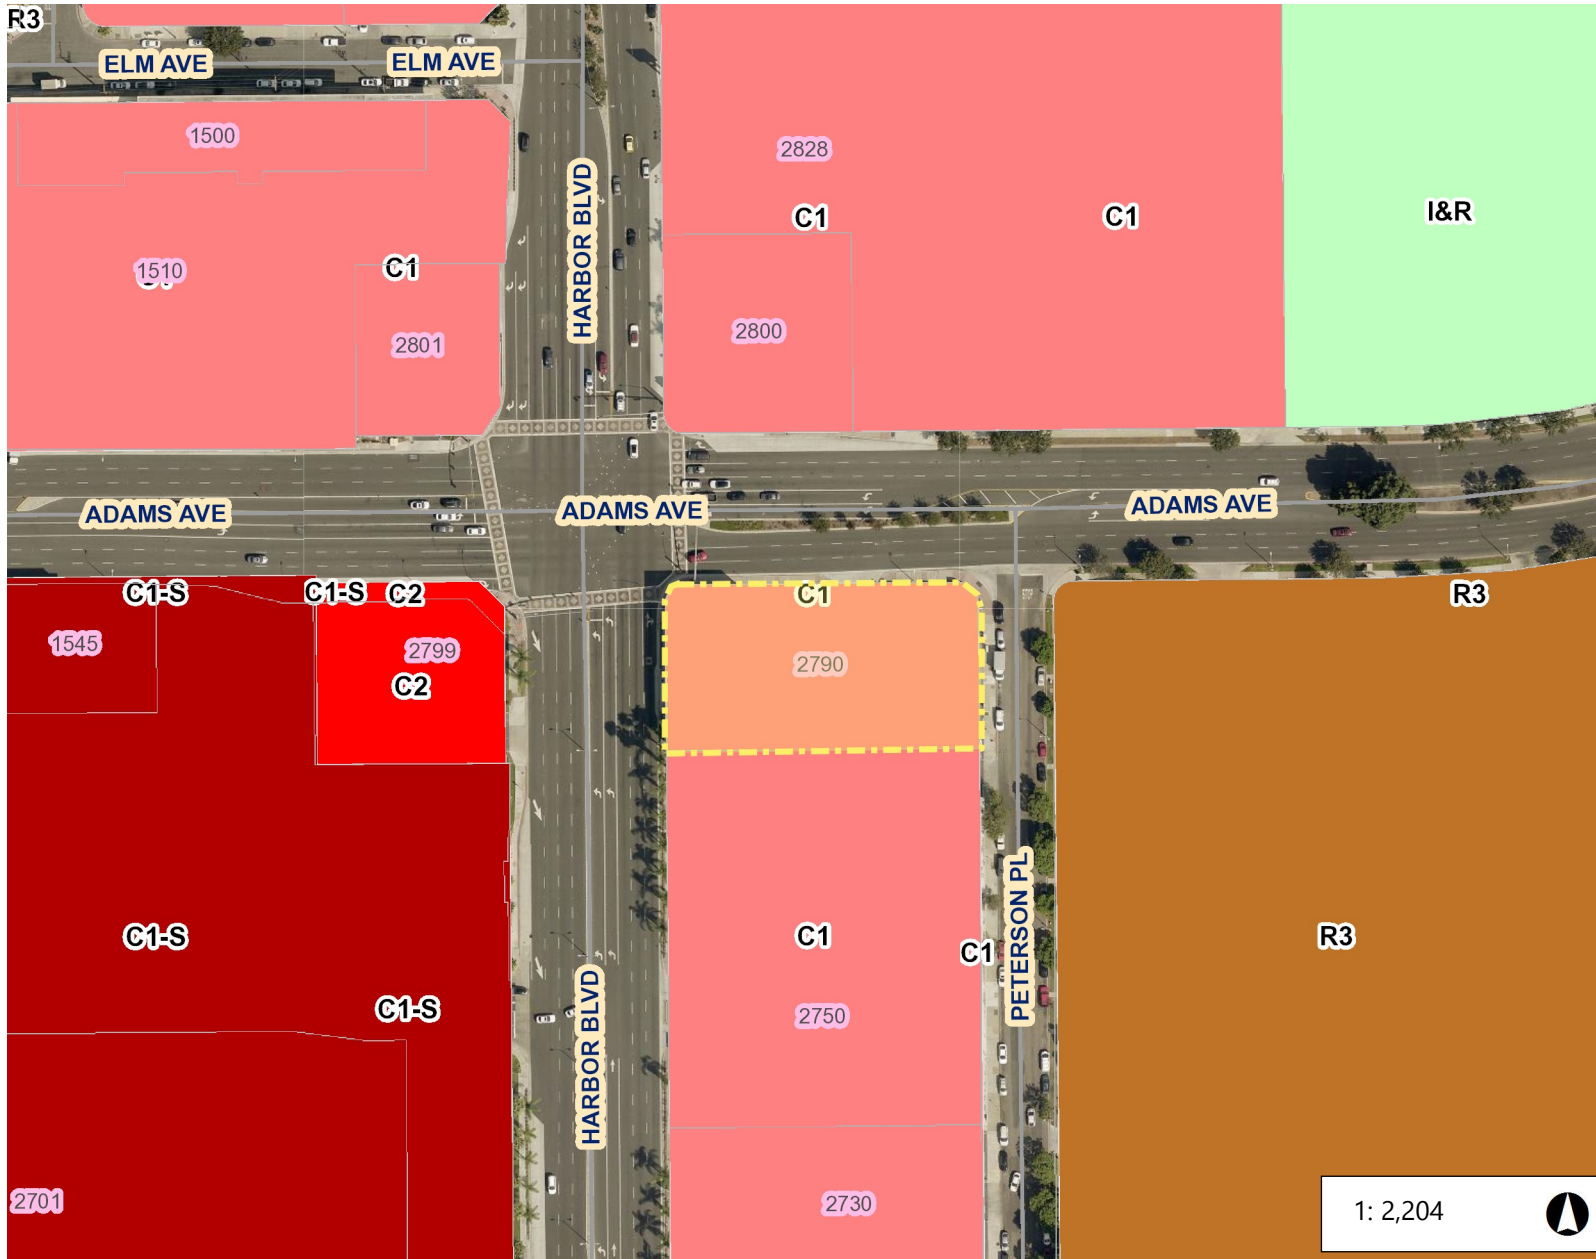 R3
ELM AVE
ELM AVE
1500
2828
HARBOR BLVD
C1
C1
I&R
1510
C1
2801
2800
ADAMS AVE
ADAMS AVE
ADAMS AVE
C1-S
C1-S
C2
C1
R3
1545
2799
2790
C2
C1-S
C1
R3
C1
PETERSON PL
C1-S
2750
HARBOR BLVD
2701
2730
1: 2,204